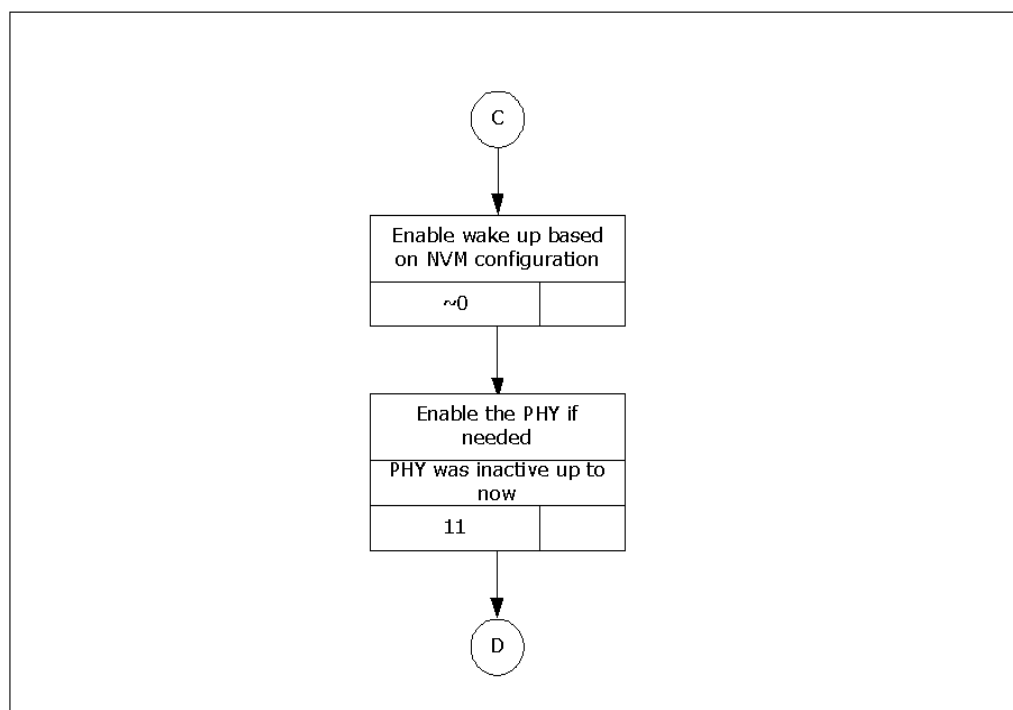 C
Enable wake up based
on NVM configuration
~0
Enable the PHY if
needed
PHY was inactive up to
now
11
D